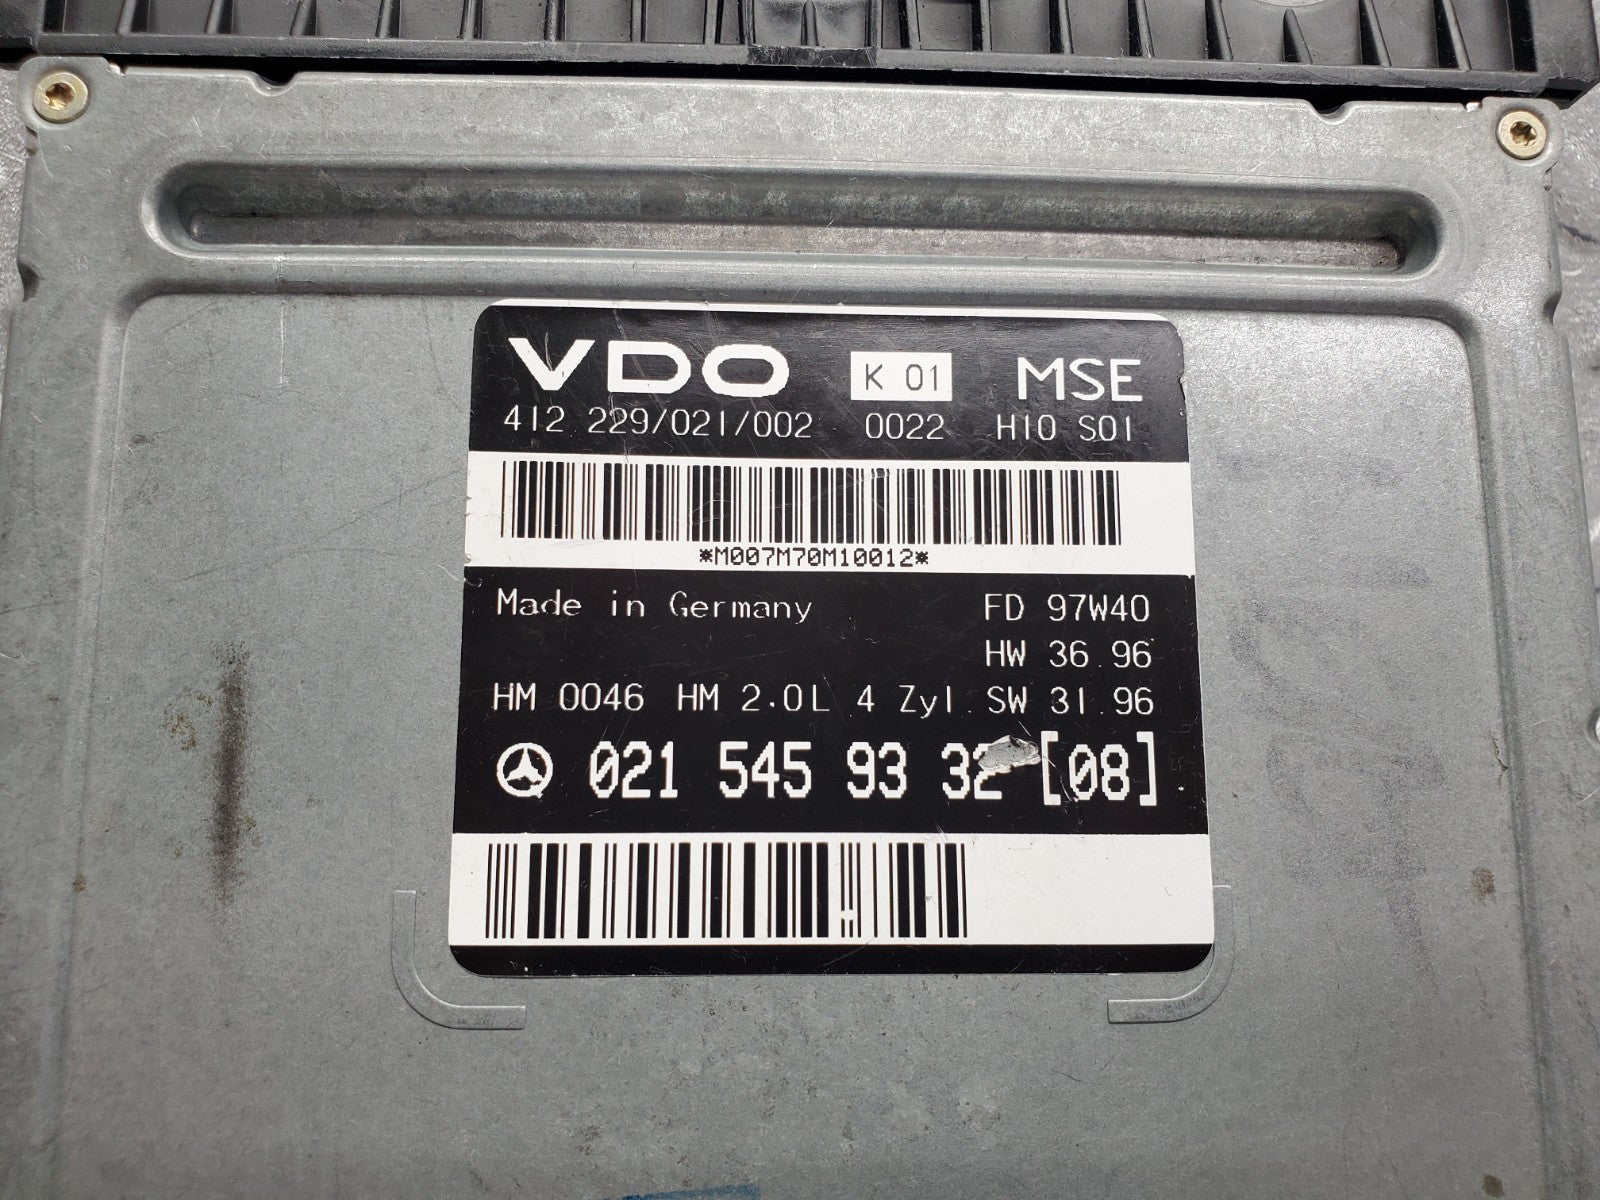 VDO K 01 MSE
412 229/021/002 0022 H10 S01
*M007M70M10012*
Made in Germany FD 97W40
HW 36.96
HM 0046 HM 2.0L 4 Zyl. SW 31.96
021 545 93 32 [08]